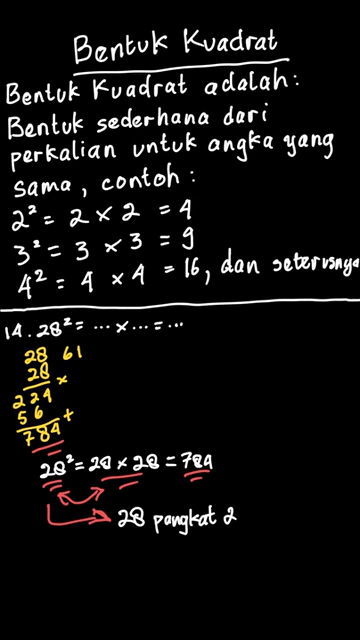 Bentuk Kuadrat
Bentuk Kuadrat adalah:
Bentuk sederhana dari
perkalian untuk angka yang
sama, contoh:
2² = 2 × 2 = 4
3² = 3 × 3 = 9
4² = 4 × 4 = 16, dan seterusnya
14. 28² = ... × ... = ...
28 61
28 ×
224
56 +
784
28² = 28 × 28 = 784
28 pangkat 2